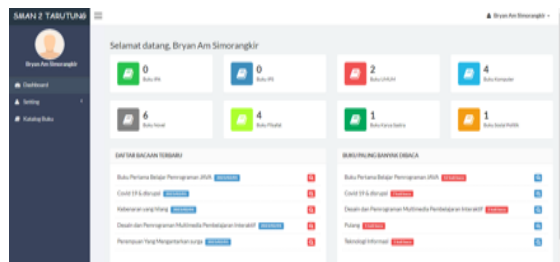 SMAN 2 TARUTUNG
Bryan Am Simorangkir
Bryan Am Simorangkir
Dashboard
Setting
Katalog Buku
Selamat datang, Bryan Am Simorangkir
0
Buku IPA
0
Buku IPS
2
Buku UMUM
4
Buku Komputer
6
Buku Novel
4
Buku Filsafat
1
Buku Karya Sastra
1
Buku Sosial Politik
DAFTAR BACAAN TERBARU
Buku Pertama Belajar Pemrograman JAVA
Covid 19 & disrupsi
Kebenaran yang hilang
Desain dan Pemrograman Multimedia Pembelajaran Interaktif
Perempuan Yang Mengantarkan surga
BUKU PALING BANYAK DIBACA
Buku Pertama Belajar Pemrograman JAVA
Covid 19 & disrupsi
Desain dan Pemrograman Multimedia Pembelajaran Interaktif
Pulang
Teknologi Informasi